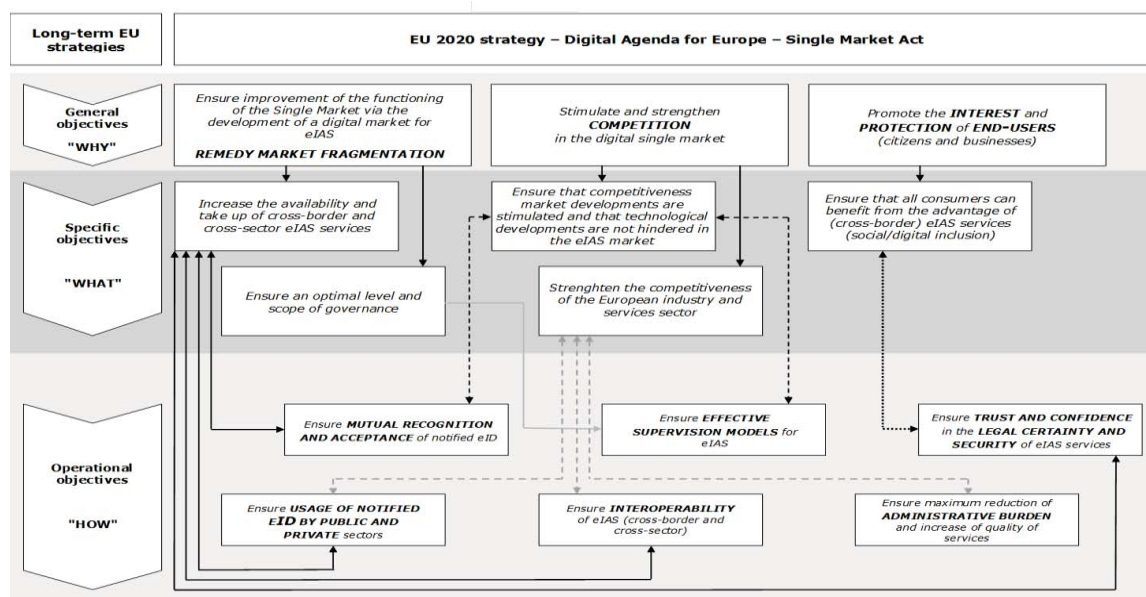 Long-term EU
strategies
EU 2020 strategy – Digital Agenda for Europe – Single Market Act
General
objectives
"WHY"
Ensure improvement of the functioning
of the Single Market via the
development of a digital market for
eIAS
REMEDY MARKET FRAGMENTATION
Stimulate and strengthen
COMPETITION
in the digital single market
Promote the INTEREST and
PROTECTION of END-USERS
(citizens and businesses)
Specific
objectives
"WHAT"
Increase the availability and
take up of cross-border and
cross-sector eIAS services
Ensure that competitiveness
market developments are
stimulated and that technological
developments are not hindered in
the eIAS market
Ensure that all consumers can
benefit from the advantage of
(cross-border) eIAS services
(social/digital inclusion)
Ensure an optimal level and
scope of governance
Strenghten the competitiveness
of the European industry and
services sector
Operational
objectives
"HOW"
Ensure MUTUAL RECOGNITION
AND ACCEPTANCE of notified eID
Ensure EFFECTIVE
SUPERVISION MODELS for
eIAS
Ensure TRUST AND CONFIDENCE
in the LEGAL CERTAINTY AND
SECURITY of eIAS services
Ensure USAGE OF NOTIFIED
EID BY PUBLIC AND
PRIVATE sectors
Ensure INTEROPERABILITY
of eIAS (cross-border and
cross-sector)
Ensure maximum reduction of
ADMINISTRATIVE BURDEN
and increase of quality of
services